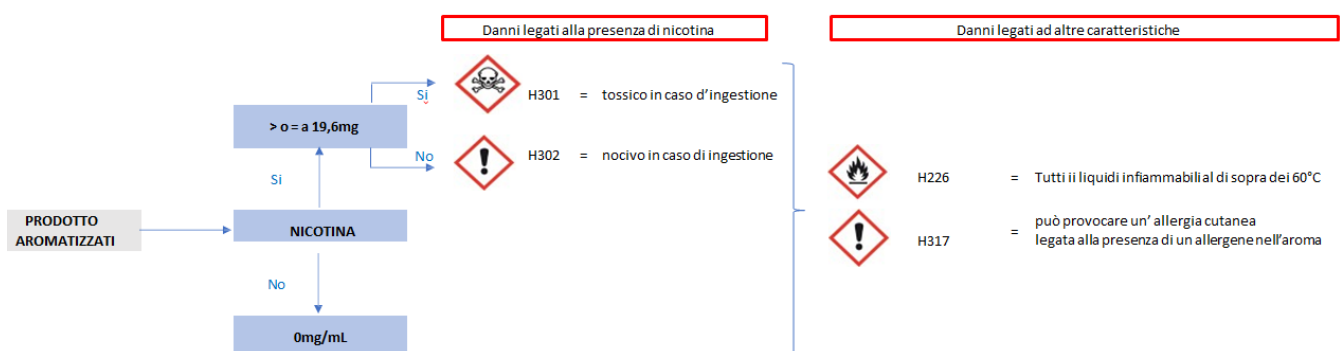 Danni legati alla presenza di nicotina
Danni legati ad altre caratteristiche
Si
H301 = tossico in caso d'ingestione
> o = a 19,6mg
No
H302 = nocivo in caso di ingestione
Si
H226 = Tutti ii liquidi infiammabilial di sopra dei 60°C
PRODOTTO
AROMATIZZATI
NICOTINA
H317 = può provocare un' allergia cutanea
legata alla presenza di un allergene nell'aroma
No
0mg/mL